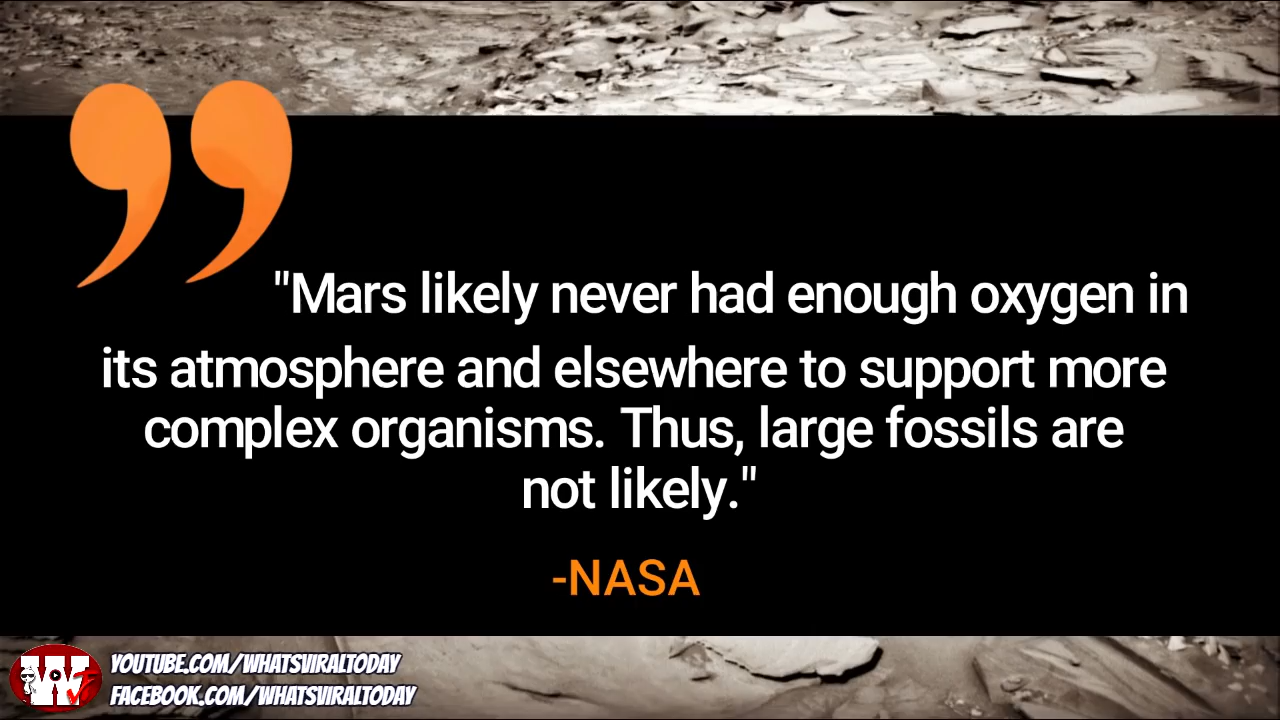 "Mars likely never had enough oxygen in
its atmosphere and elsewhere to support more
complex organisms. Thus, large fossils are
not likely."
-NASA
YOUTUBE.COM/WHATSVIRALTODAY
FACEBOOK.COM/WHATSVIRALTODAY